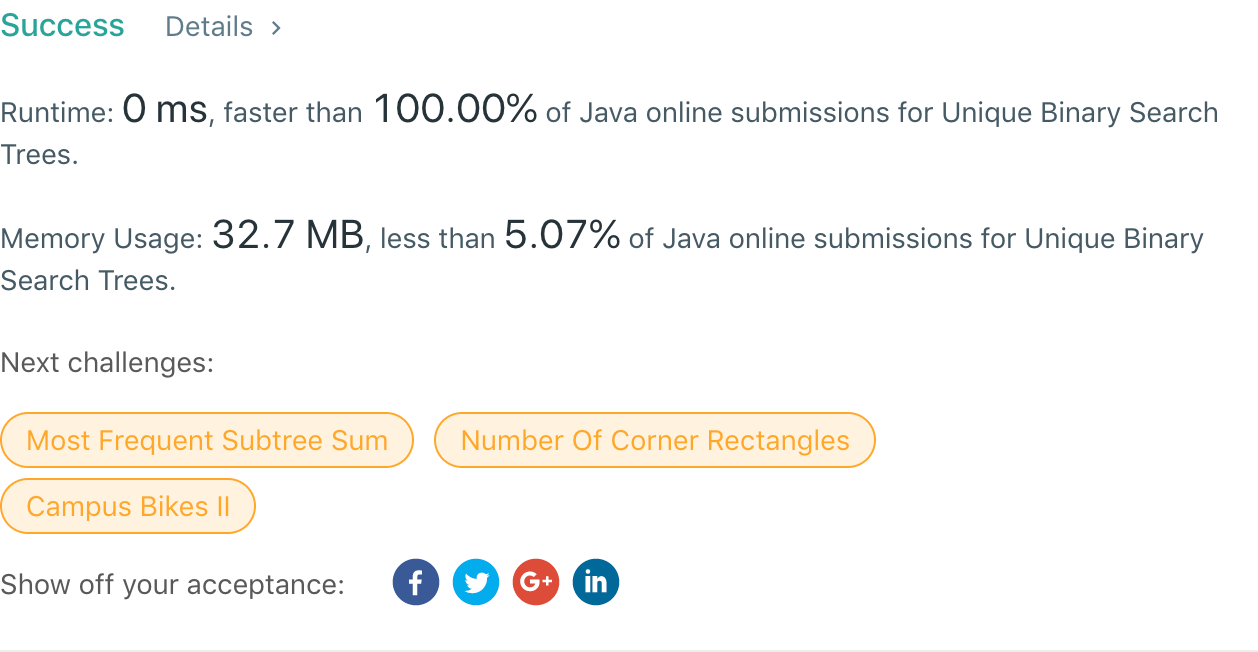 Success Details >
Runtime: 0 ms, faster than 100.00% of Java online submissions for Unique Binary Search
Trees.
Memory Usage: 32.7 MB, less than 5.07% of Java online submissions for Unique Binary
Search Trees.
Next challenges:
Most Frequent Subtree Sum Number Of Corner Rectangles
Campus Bikes II
Show off your acceptance: f G+ in